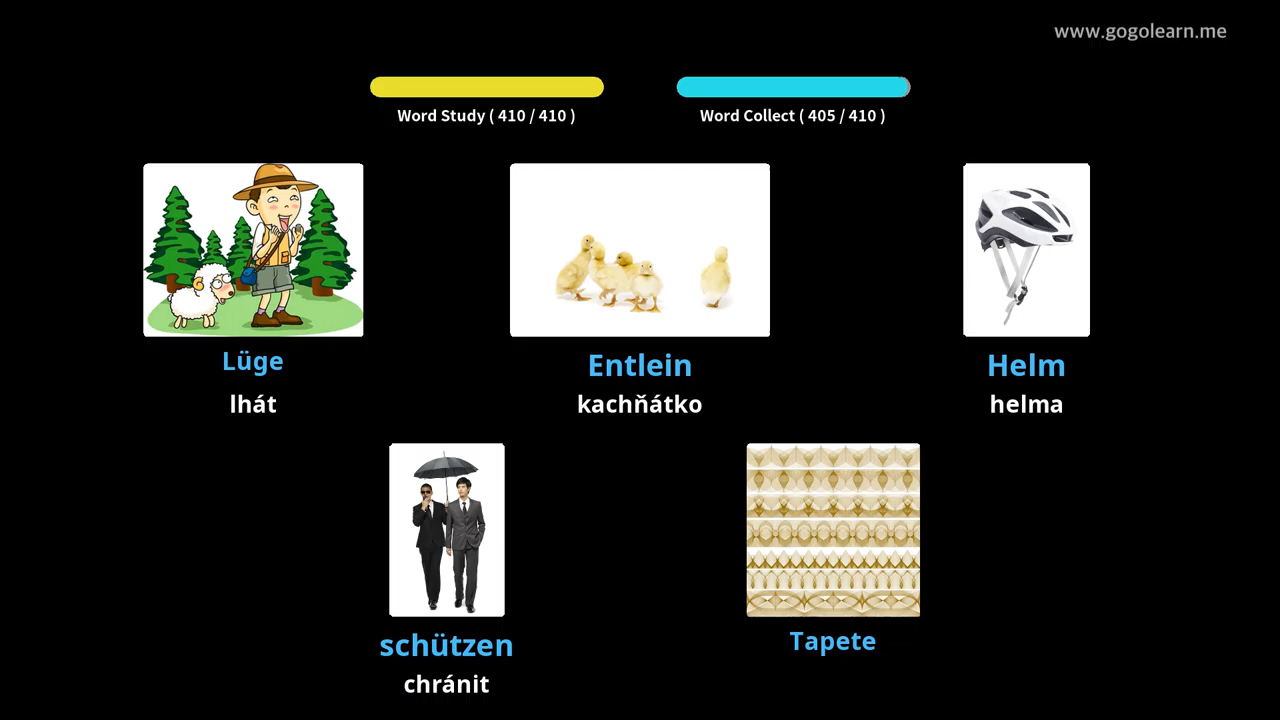 www.gogolearn.me
Word Study ( 410 / 410 )
Word Collect ( 405 / 410 )
Lüge
lhát
Entlein
kachňátko
Helm
helma
schützen
chránit
Tapete